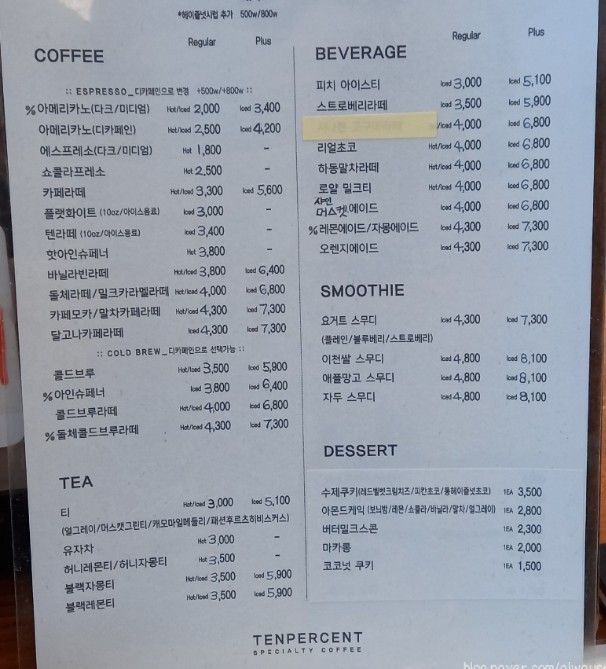 *헤이즐넛시럽 추가 500w/800w
COFFEE
Regular Plus
:: ESPRESSO_디카페인으로 변경 +500w/+800w ::
%아메리카노(다크/미디엄) Hot/Iced 2,000 Iced 3,400
아메리카노(디카페인) Hot/Iced 2,500 Iced 4,200
에스프레소(다크/미디엄) Hot 1,800 -
쇼콜라프레소 Hot 2,500 -
카페라떼 Hot/Iced 3,300 Iced 5,600
플랫화이트 (10oz/아이스음료) Iced 3,000 -
텐라떼 (10oz/아이스음료) Iced 3,400 -
핫아인슈페너 Hot 3,800 -
바닐라빈라떼 Hot/Iced 3,800 Iced 6,400
돌체라떼/밀크카라멜라떼 Hot/Iced 4,000 Iced 6,800
카페모카/말차카페라떼 Hot/Iced 4,300 Iced 7,300
달고나카페라떼 Iced 4,300 Iced 7,300
:: COLD BREW_디카페인으로 선택가능 ::
콜드브루 Hot/Iced 3,500 Iced 5,900
%아인슈페너 Iced 3,800 Iced 6,400
콜드브루라떼 Hot/Iced 4,000 Iced 6,800
%돌체콜드브루라떼 Hot/Iced 4,300 Iced 7,300
TEA
티 Hot/Iced 3,000 Iced 5,100
(얼그레이/머스캣그린티/캐모마일메들리/패션후르츠히비스커스)
유자차 Hot 3,000 -
허니레몬티/허니자몽티 Hot 3,500 -
블랙자몽티 Hot/Iced 3,500 Iced 5,900
블랙레몬티 Hot/Iced 3,500 Iced 5,900
BEVERAGE
Regular Plus
피치 아이스티 Iced 3,000 Iced 5,100
스트로베리라떼 Iced 3,500 Iced 5,900
/Iced 4,000 Iced 6,800
리얼초코 Hot/Iced 4,000 Iced 6,800
하동말차라떼 Hot/Iced 4,000 Iced 6,800
로얄 밀크티 Hot/Iced 4,000 Iced 6,800
샤인
머스켓에이드 Iced 4,000 Iced 6,800
%레몬에이드/자몽에이드 Iced 4,300 Iced 7,300
오렌지에이드 Iced 4,300 Iced 7,300
SMOOTHIE
요거트 스무디 Iced 4,300 Iced 7,300
(플레인/블루베리/스트로베리)
이천쌀 스무디 Iced 4,800 Iced 8,100
애플망고 스무디 Iced 4,800 Iced 8,100
자두 스무디 Iced 4,800 Iced 8,100
DESSERT
수제쿠키(레드벨벳크림치즈/피칸초코/통헤이즐넛초코) 1EA 3,500
아몬드케익 (보늬밤/레몬/쇼콜라/바닐라/말차/얼그레이) 1EA 2,800
버터밀크스콘 1EA 2,300
마카롱 1EA 2,000
코코넛 쿠키 1EA 1,500
TENPERCENT
SPECIALTY COFFEE